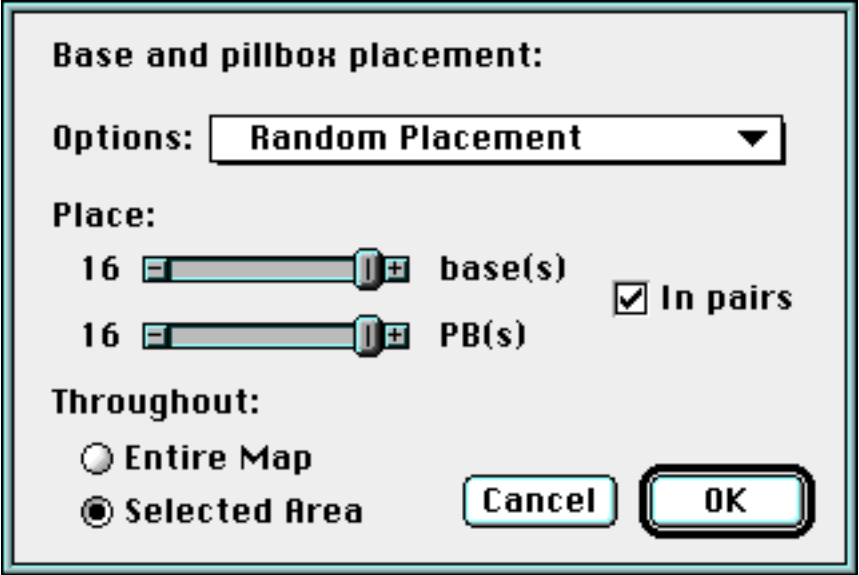 Base and pillbox placement:
Options: Random Placement
Place:
16 base(s)
In pairs
16 PB(s)
Throughout:
Entire Map
Selected Area
Cancel
OK